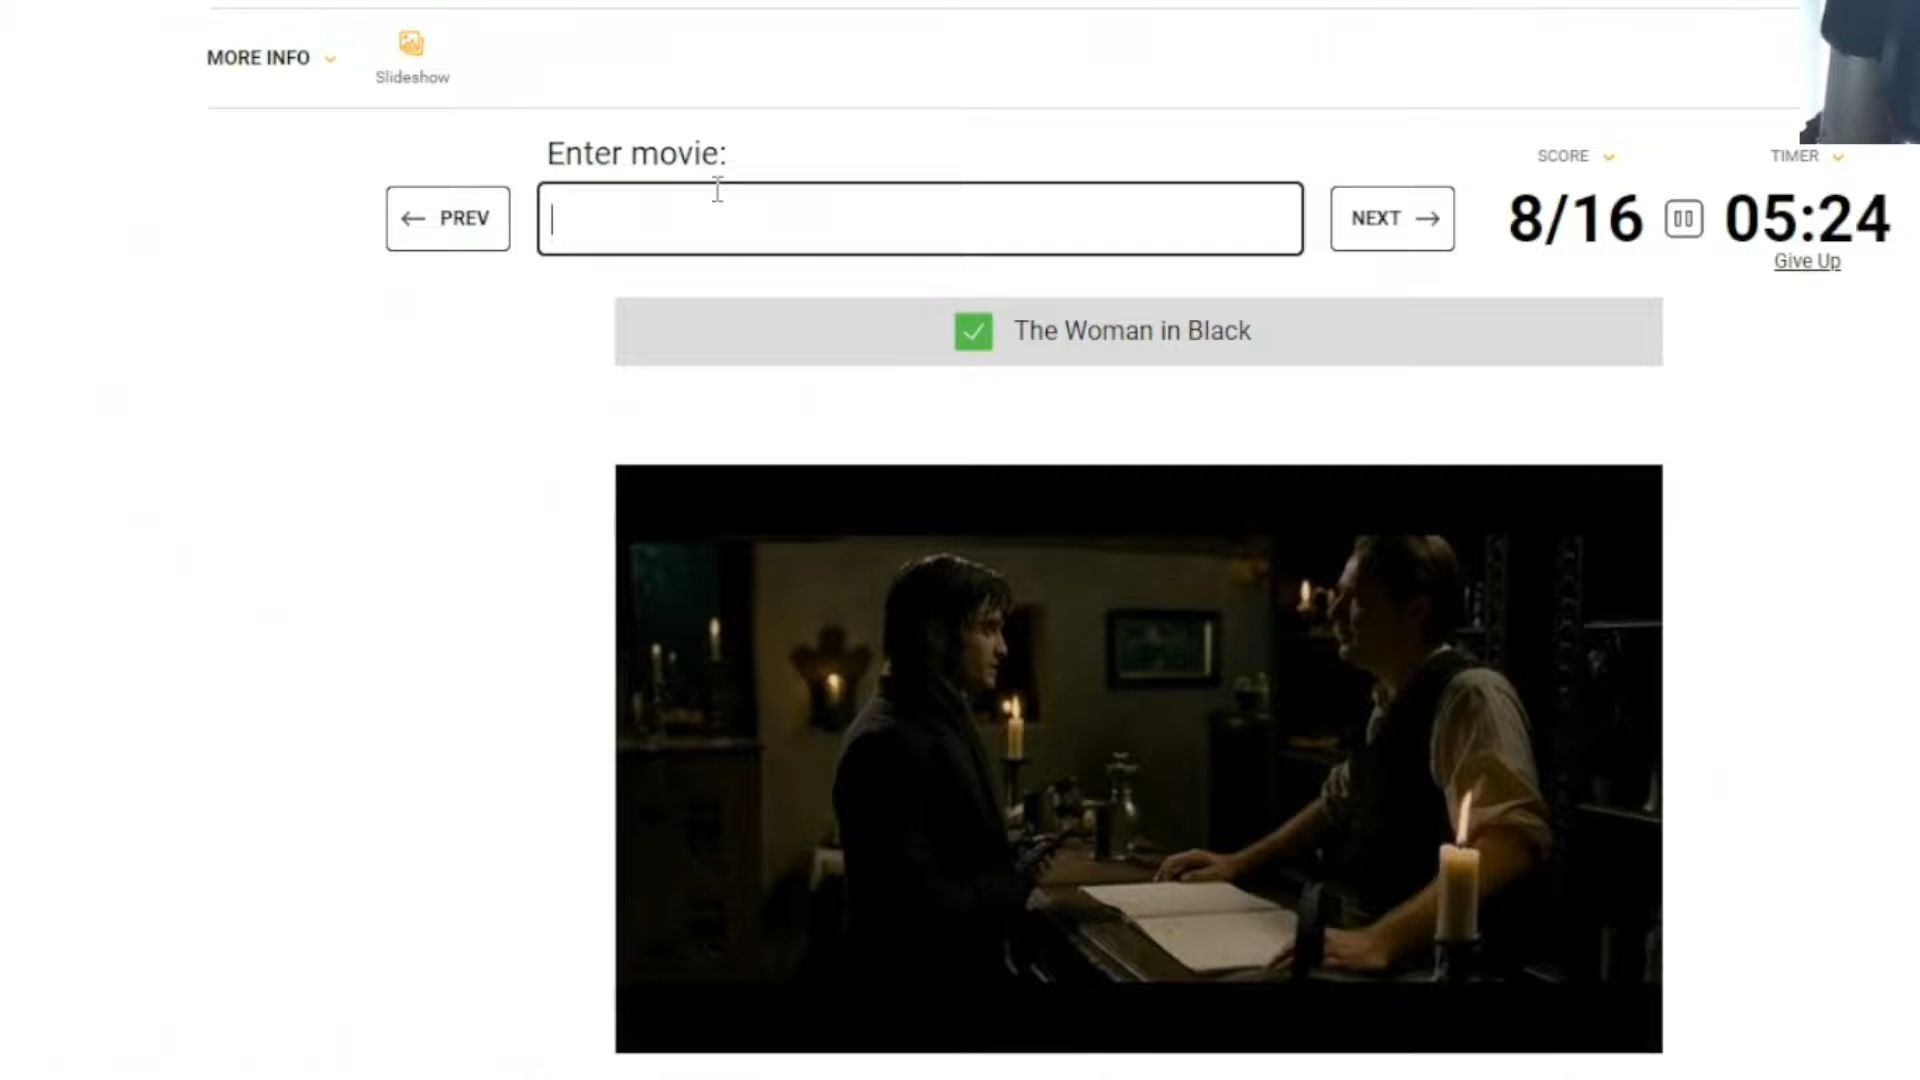 MORE INFO
Slideshow
Enter movie:
SCORE
TIMER
← PREV
NEXT →
8/16
05:24
Give Up
The Woman in Black